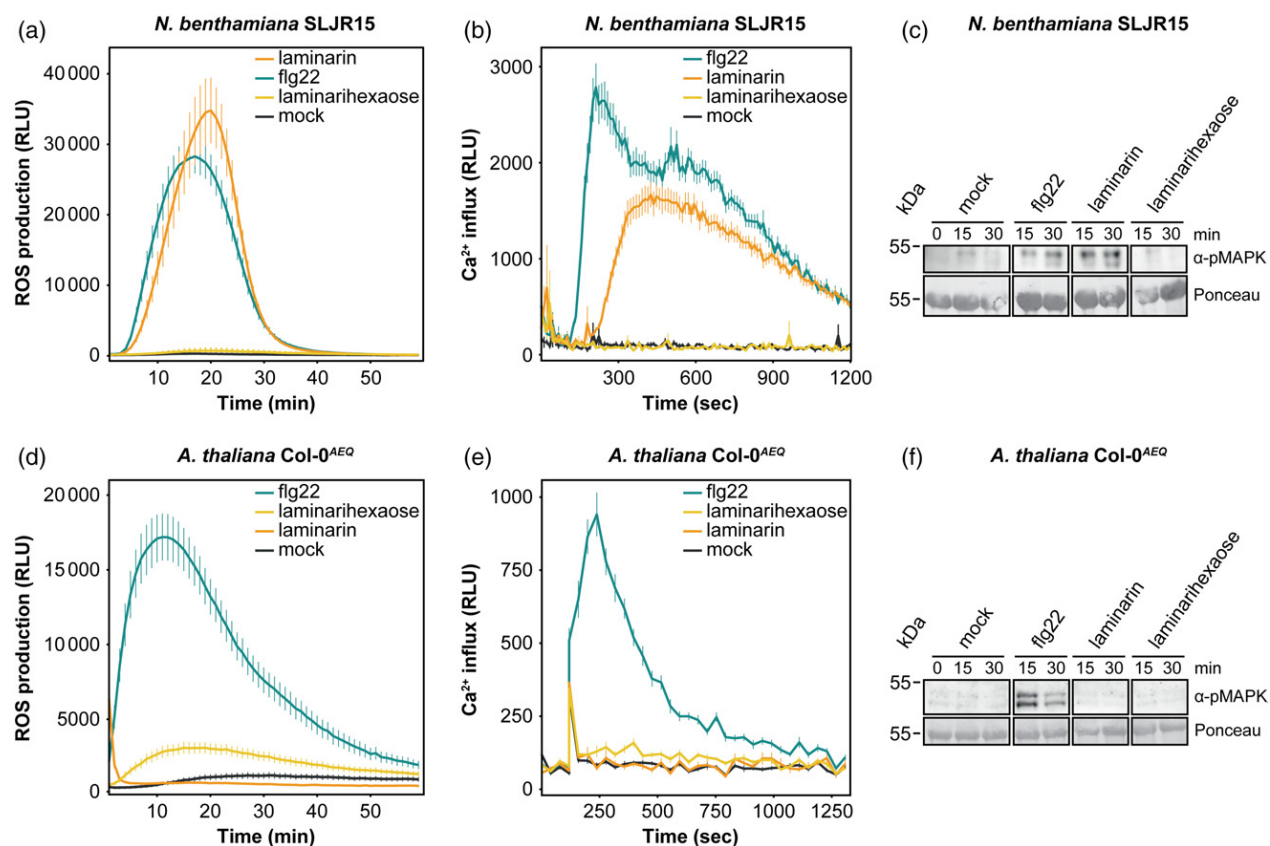 (a) N. benthamiana SLJR15
laminarin
flg22
laminarihexaose
mock
ROS production (RLU)
40 000
30 000
20 000
10 000
0
10 20 30 40 50
Time (min)
(b) N. benthamiana SLJR15
flg22
laminarin
laminarihexaose
mock
Ca²⁺ influx (RLU)
3000
2000
1000
0
300 600 900 1200
Time (sec)
(c) N. benthamiana SLJR15
kDa mock flg22 laminarin laminarihexaose
0 15 30 15 30 15 30 15 30 min
55 α-pMAPK
55 Ponceau
(d) A. thaliana Col-0ᴬᴱQ
flg22
laminarihexaose
laminarin
mock
ROS production (RLU)
20 000
15 000
10 000
5000
0
10 20 30 40 50
Time (min)
(e) A. thaliana Col-0ᴬᴱQ
flg22
laminarihexaose
laminarin
mock
Ca²⁺ influx (RLU)
1000
750
500
250
0
250 500 750 1000 1250
Time (sec)
(f) A. thaliana Col-0ᴬᴱQ
kDa mock flg22 laminarin laminarihexaose
0 15 30 15 30 15 30 15 30 min
55 α-pMAPK
55 Ponceau